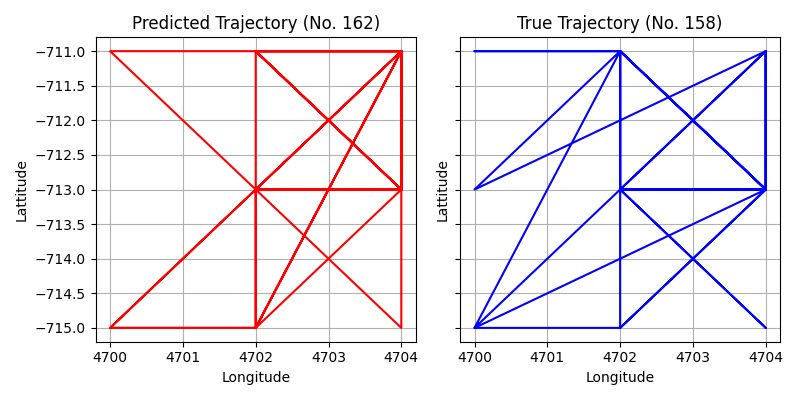 Predicted Trajectory (No. 162)
True Trajectory (No. 158)
−711.0
−711.5
−712.0
−712.5
−713.0
−713.5
−714.0
−714.5
−715.0
Lattitude
Lattitude
4700 4701 4702 4703 4704
4700 4701 4702 4703 4704
Longitude
Longitude